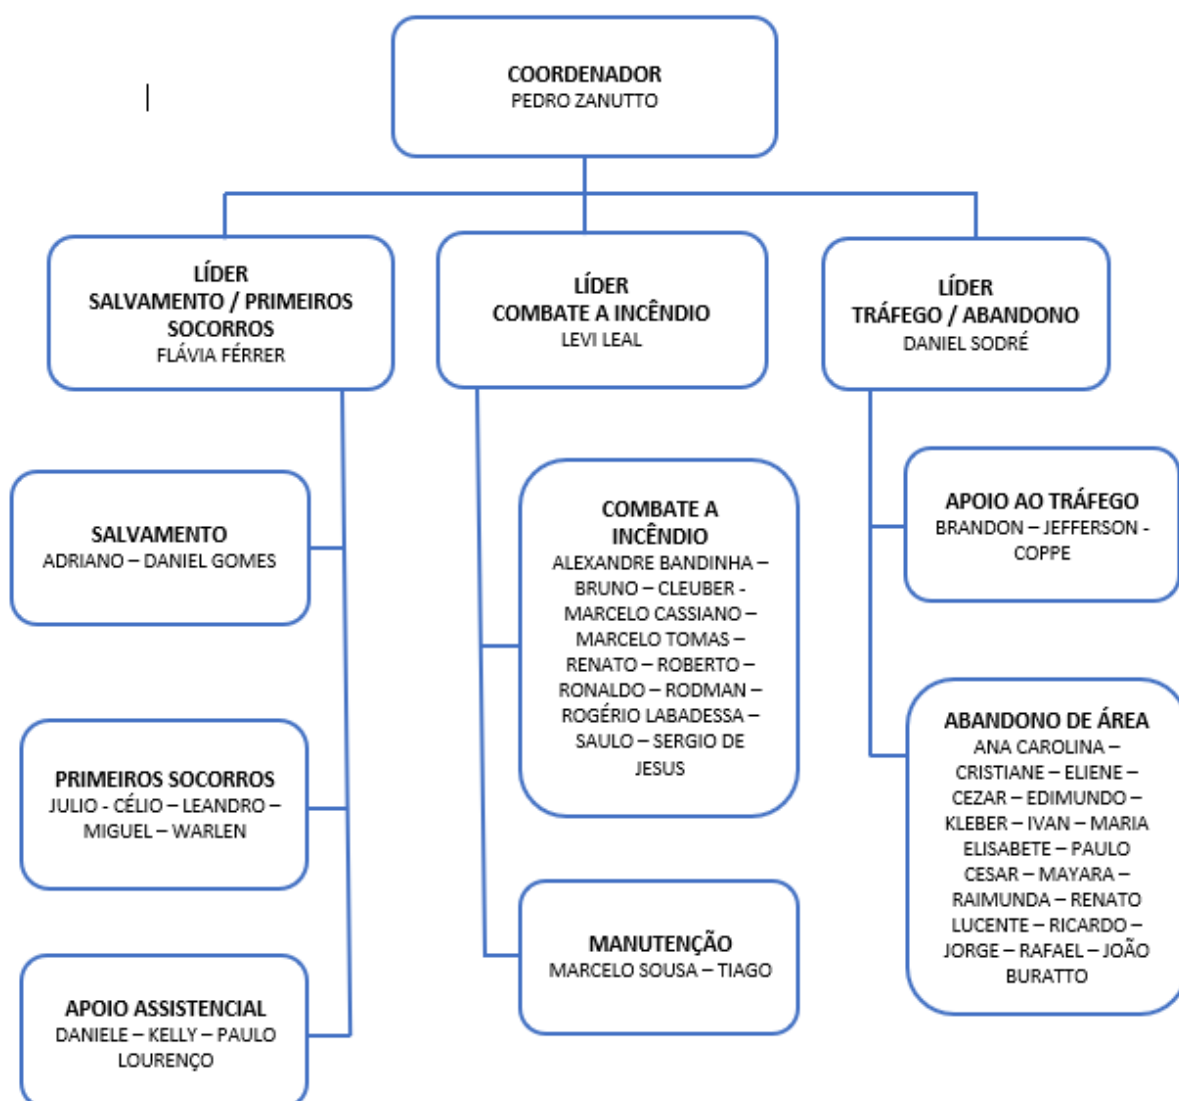 COORDENADOR
PEDRO ZANUTTO
LÍDER
SALVAMENTO / PRIMEIROS
SOCORROS
FLÁVIA FÉRRER
LÍDER
COMBATE A INCÊNDIO
LEVI LEAL
LÍDER
TRÁFEGO / ABANDONO
DANIEL SODRÉ
SALVAMENTO
ADRIANO – DANIEL GOMES
PRIMEIROS SOCORROS
JULIO - CÉLIO – LEANDRO –
MIGUEL – WARLEN
APOIO ASSISTENCIAL
DANIELE – KELLY – PAULO
LOURENÇO
COMBATE A
INCÊNDIO
ALEXANDRE BANDINHA –
BRUNO – CLEUBER -
MARCELO CASSIANO –
MARCELO TOMAS –
RENATO – ROBERTO –
RONALDO – RODMAN –
ROGÉRIO LABADESSA –
SAULO – SERGIO DE
JESUS
MANUTENÇÃO
MARCELO SOUSA – TIAGO
APOIO AO TRÁFEGO
BRANDON – JEFFERSON -
COPPE
ABANDONO DE ÁREA
ANA CAROLINA –
CRISTIANE – ELIENE –
CEZAR – EDIMUNDO –
KLEBER – IVAN – MARIA
ELISABETE – PAULO
CESAR – MAYARA –
RAIMUNDA – RENATO
LUCENTE – RICARDO –
JORGE – RAFAEL – JOÃO
BURATTO